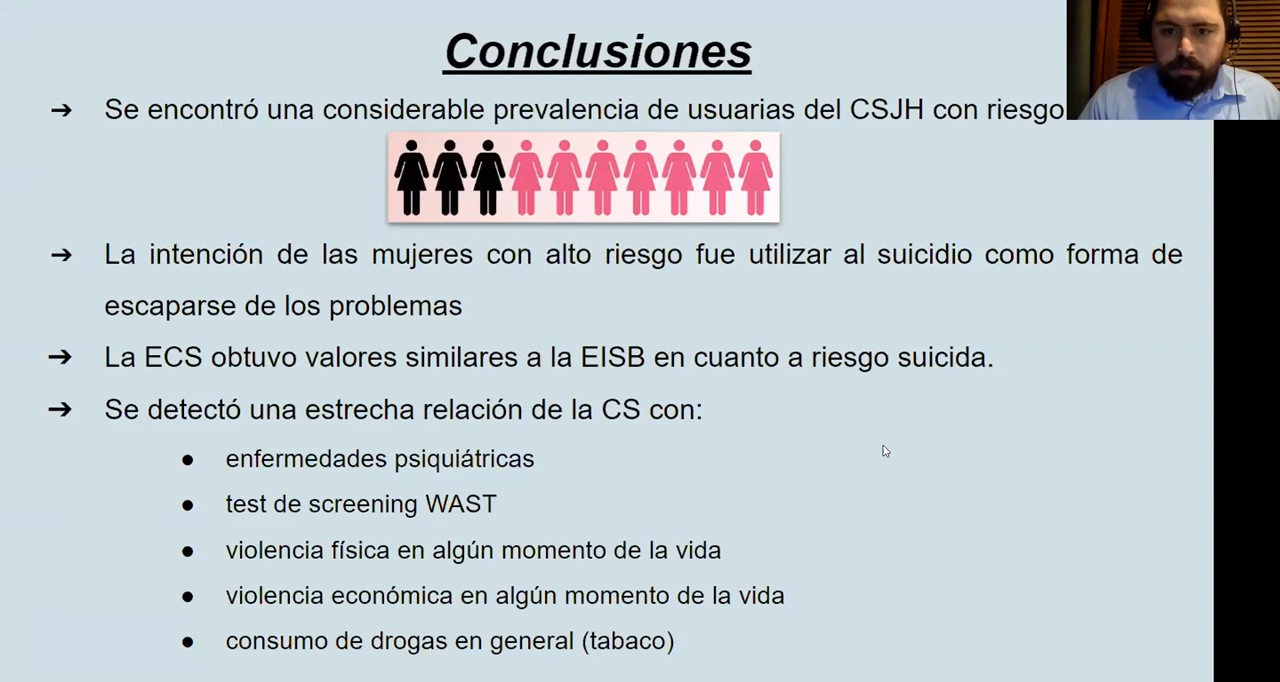 Conclusiones
➔ Se encontró una considerable prevalencia de usuarias del CSJH con riesgo
➔ La intención de las mujeres con alto riesgo fue utilizar al suicidio como forma de
escaparse de los problemas
➔ La ECS obtuvo valores similares a la EISB en cuanto a riesgo suicida.
➔ Se detectó una estrecha relación de la CS con:
● enfermedades psiquiátricas
● test de screening WAST
● violencia física en algún momento de la vida
● violencia económica en algún momento de la vida
● consumo de drogas en general (tabaco)